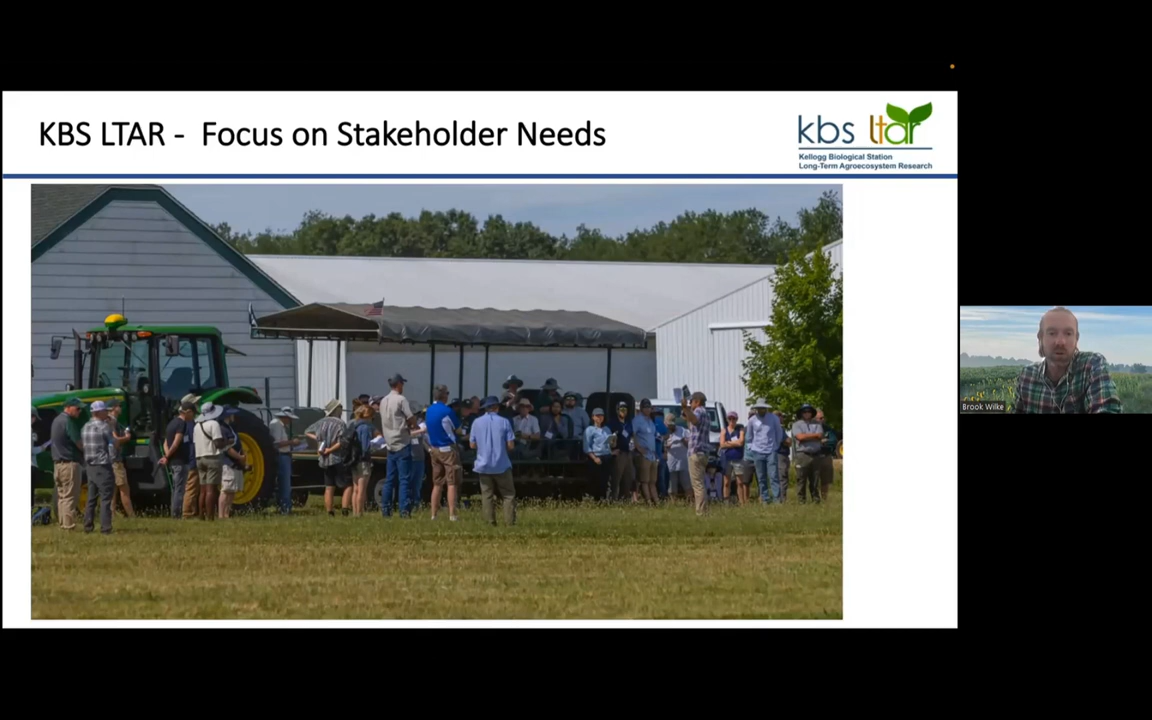 KBS LTAR - Focus on Stakeholder Needs
kbs ltar
Kellogg Biological Station
Long-Term Agroecosystem Research
Brook Wilke